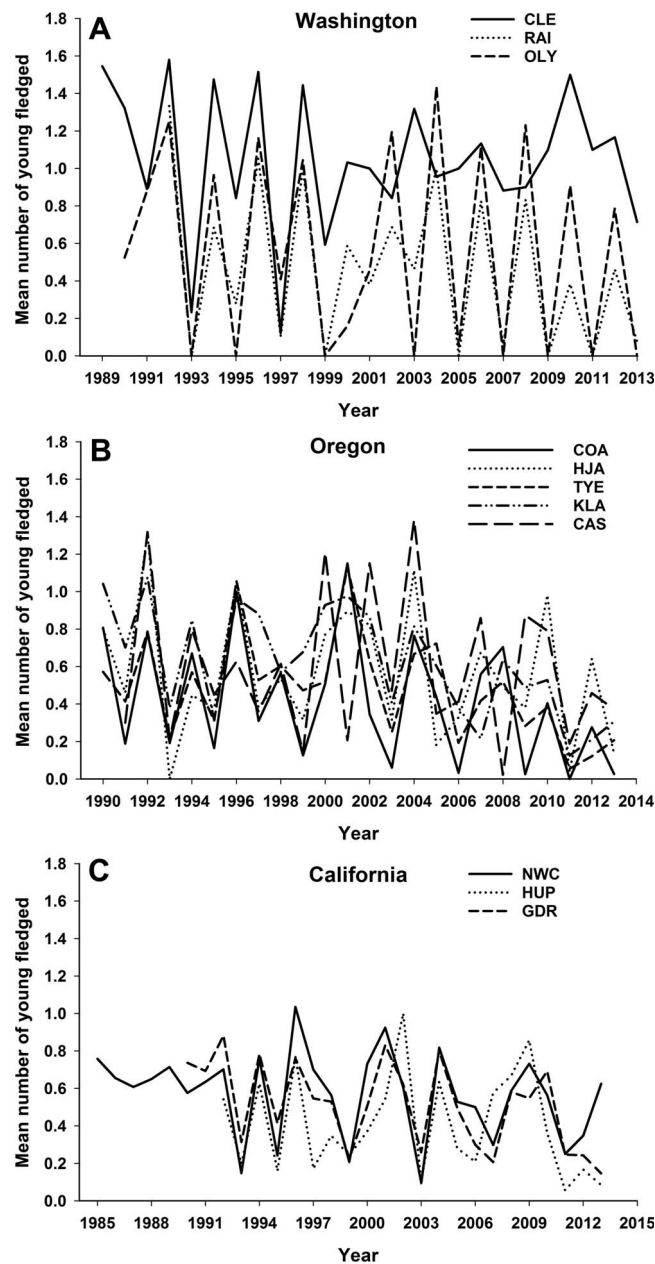 A
Washington
CLE
RAI
OLY
Mean number of young fledged
1.8
1.6
1.4
1.2
1.0
0.8
0.6
0.4
0.2
0.0
1989 1991 1993 1995 1997 1999 2001 2003 2005 2007 2009 2011 2013
Year
B
Oregon
COA
HJA
TYE
KLA
CAS
Mean number of young fledged
1.8
1.6
1.4
1.2
1.0
0.8
0.6
0.4
0.2
0.0
1990 1992 1994 1996 1998 2000 2002 2004 2006 2008 2010 2012 2014
Year
C
California
NWC
HUP
GDR
Mean number of young fledged
1.8
1.6
1.4
1.2
1.0
0.8
0.6
0.4
0.2
0.0
1985 1988 1991 1994 1997 2000 2003 2006 2009 2012 2015
Year